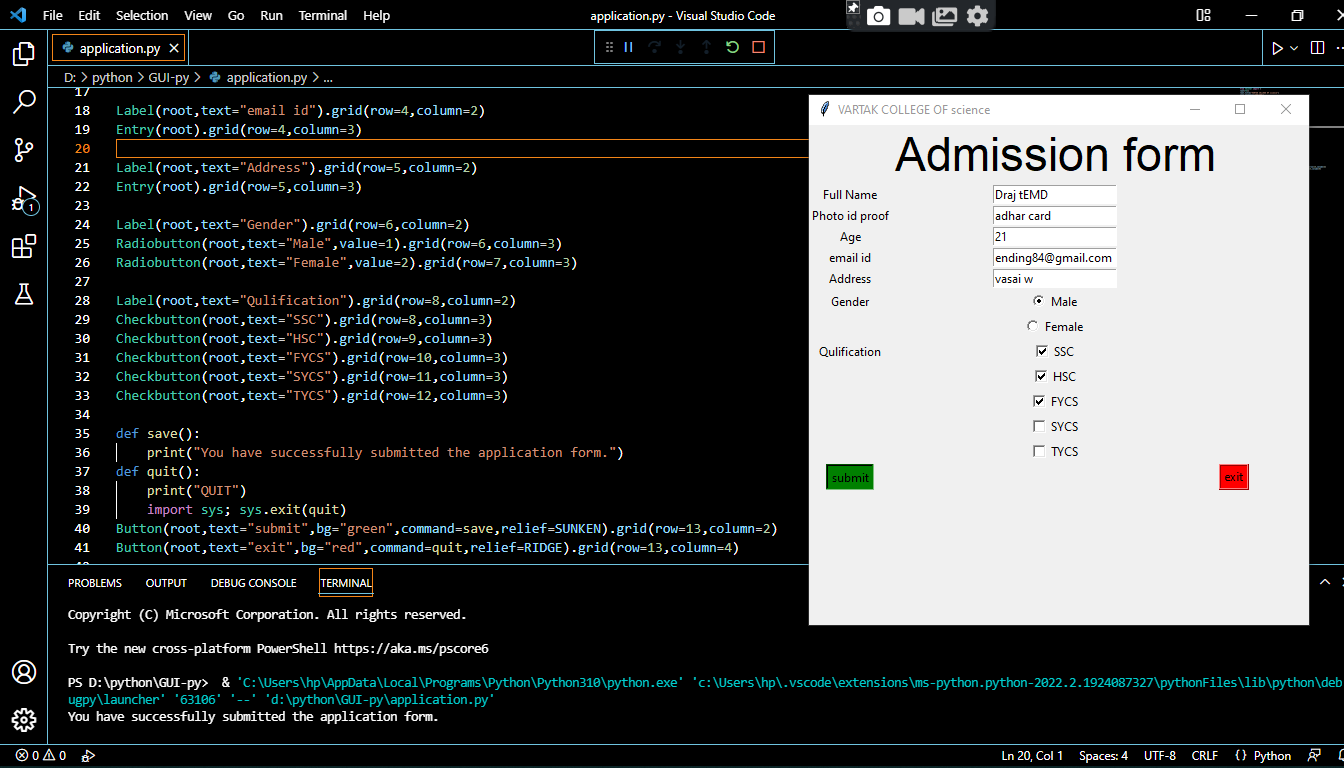 File Edit Selection View Go Run Terminal Help
application.py - Visual Studio Code
application.py
D: > python > GUI-py > application.py > ...
17
18 Label(root,text="email id").grid(row=4,column=2)
19 Entry(root).grid(row=4,column=3)
20
21 Label(root,text="Address").grid(row=5,column=2)
22 Entry(root).grid(row=5,column=3)
23
24 Label(root,text="Gender").grid(row=6,column=2)
25 Radiobutton(root,text="Male",value=1).grid(row=6,column=3)
26 Radiobutton(root,text="Female",value=2).grid(row=7,column=3)
27
28 Label(root,text="Qulification").grid(row=8,column=2)
29 Checkbutton(root,text="SSC").grid(row=8,column=3)
30 Checkbutton(root,text="HSC").grid(row=9,column=3)
31 Checkbutton(root,text="FYCS").grid(row=10,column=3)
32 Checkbutton(root,text="SYCS").grid(row=11,column=3)
33 Checkbutton(root,text="TYCS").grid(row=12,column=3)
34
35 def save():
36 print("You have successfully submitted the application form.")
37 def quit():
38 print("QUIT")
39 import sys; sys.exit(quit)
40 Button(root,text="submit",bg="green",command=save,relief=SUNKEN).grid(row=13,column=2)
41 Button(root,text="exit",bg="red",command=quit,relief=RIDGE).grid(row=13,column=4)
VARTAK COLLEGE OF science
Admission form
Full Name Draj tEMD
Photo id proof adhar card
Age 21
email id ending84@gmail.com
Address vasai w
Gender Male
Female
Qulification SSC
HSC
FYCS
SYCS
TYCS
submit exit
PROBLEMS OUTPUT DEBUG CONSOLE TERMINAL
Copyright (C) Microsoft Corporation. All rights reserved.
Try the new cross-platform PowerShell https://aka.ms/pscore6
PS D:\python\GUI-py> & 'C:\Users\hp\AppData\Local\Programs\Python\Python310\python.exe' 'c:\Users\hp\.vscode\extensions\ms-python.python-2022.2.1924087327\pythonFiles\lib\python\deb
ugpy\launcher' '63106' '--' 'd:\python\GUI-py\application.py'
You have successfully submitted the application form.
1
0 0
Ln 20, Col 1 Spaces: 4 UTF-8 CRLF {} Python